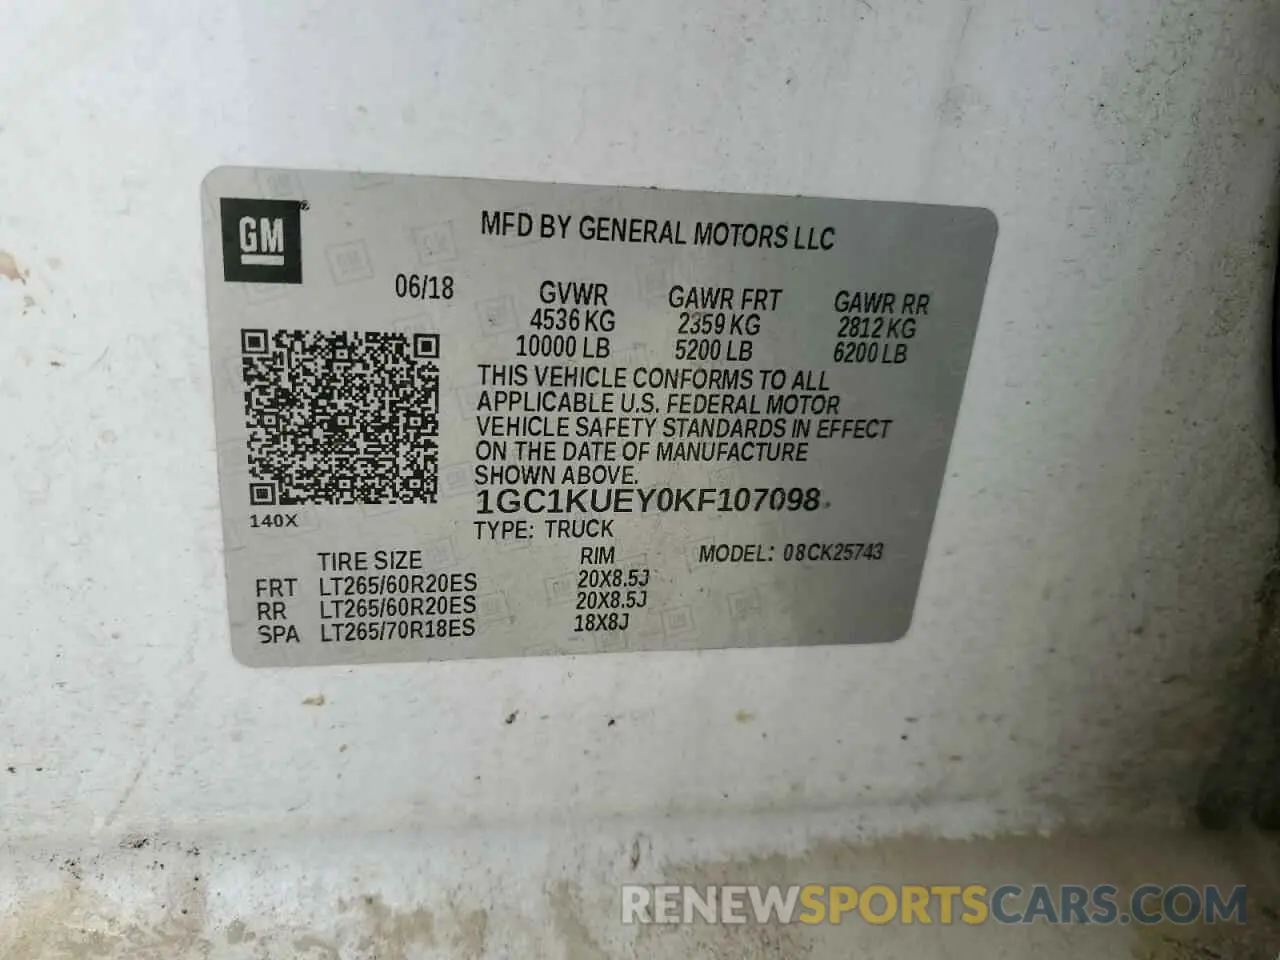 GM®
MFD BY GENERAL MOTORS LLC
06/18
GVWR GAWR FRT GAWR RR
4536 KG 2359 KG 2812 KG
10000 LB 5200 LB 6200 LB
THIS VEHICLE CONFORMS TO ALL
APPLICABLE U.S. FEDERAL MOTOR
VEHICLE SAFETY STANDARDS IN EFFECT
ON THE DATE OF MANUFACTURE
SHOWN ABOVE.
1GC1KUEY0KF107098
140X
TYPE: TRUCK
TIRE SIZE RIM MODEL: 08CK25743
FRT LT265/60R20ES 20X8.5J
RR LT265/60R20ES 20X8.5J
SPA LT265/70R18ES 18X8J
RENEWSPORTSCARS.COM